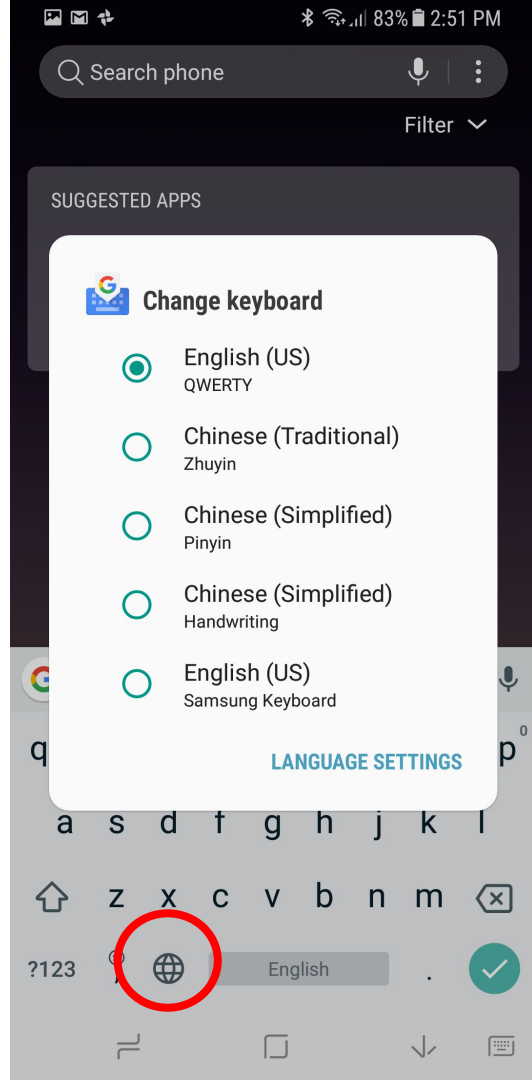 83% 2:51 PM
Search phone
Filter
SUGGESTED APPS
Change keyboard
English (US)
QWERTY
Chinese (Traditional)
Zhuyin
Chinese (Simplified)
Pinyin
Chinese (Simplified)
Handwriting
English (US)
Samsung Keyboard
LANGUAGE SETTINGS
G
q p 0
a s d f g h j k l
z x c v b n m
?123 , English .